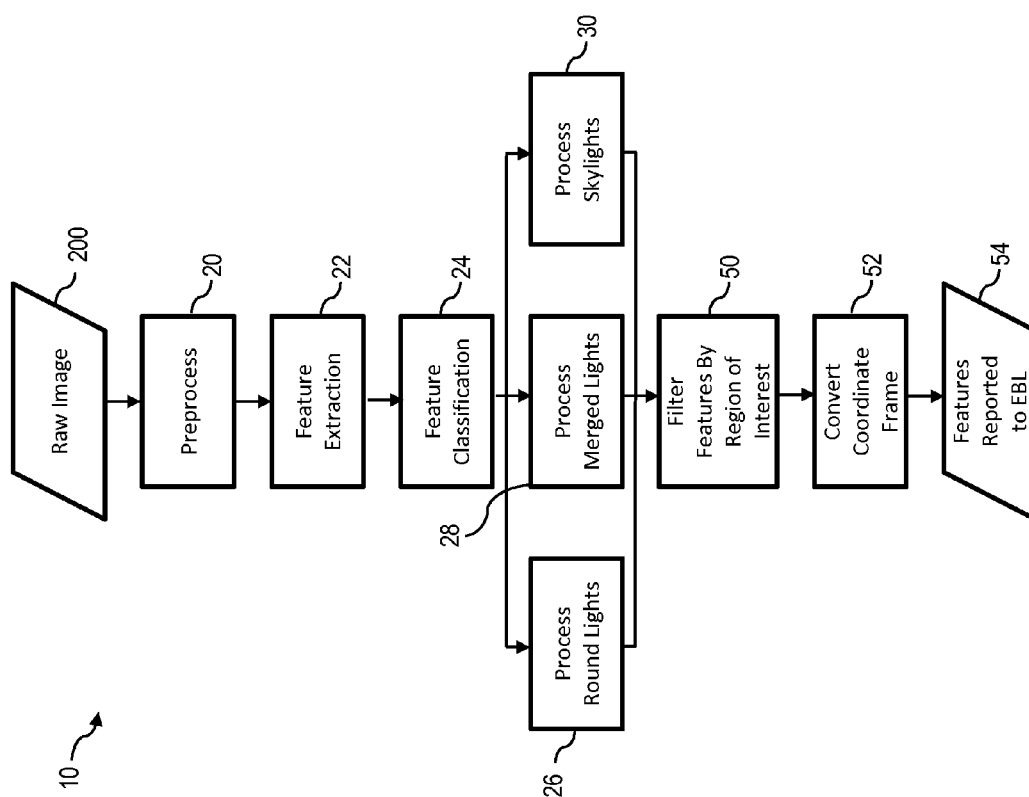 10
Raw Image
200
Preprocess
20
Feature
Extraction
22
Feature
Classification
24
Process
Round Lights
26
Process
Merged Lights
28
Process
Skylights
30
Filter
Features By
Region of
Interest
50
Convert
Coordinate
Frame
52
Features
Reported
to EBL
54